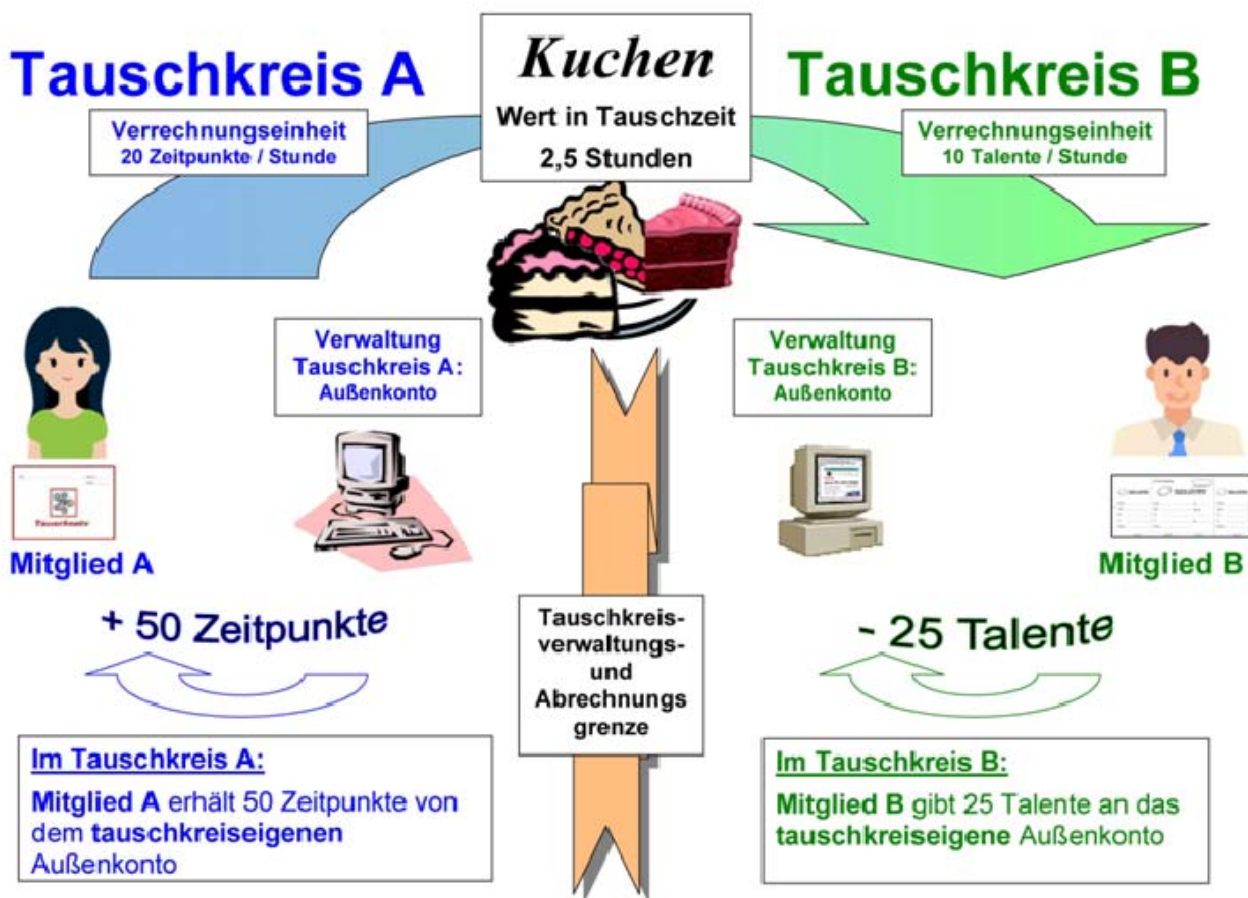 Tauschkreis A
Verrechnungseinheit
20 Zeitpunkte / Stunde
Kuchen
Wert in Tauschzeit
2,5 Stunden
Tauschkreis B
Verrechnungseinheit
10 Talente / Stunde
Verwaltung
Tauschkreis A:
Außenkonto
Verwaltung
Tauschkreis B:
Außenkonto
Mitglied A
Mitglied B
+ 50 Zeitpunkte
Tauschkreis-
verwaltungs-
und
Abrechnungs
grenze
- 25 Talente
Im Tauschkreis A:
Mitglied A erhält 50 Zeitpunkte von
dem tauschkreiseigenen
Außenkonto
Im Tauschkreis B:
Mitglied B gibt 25 Talente an das
tauschkreiseigene Außenkonto